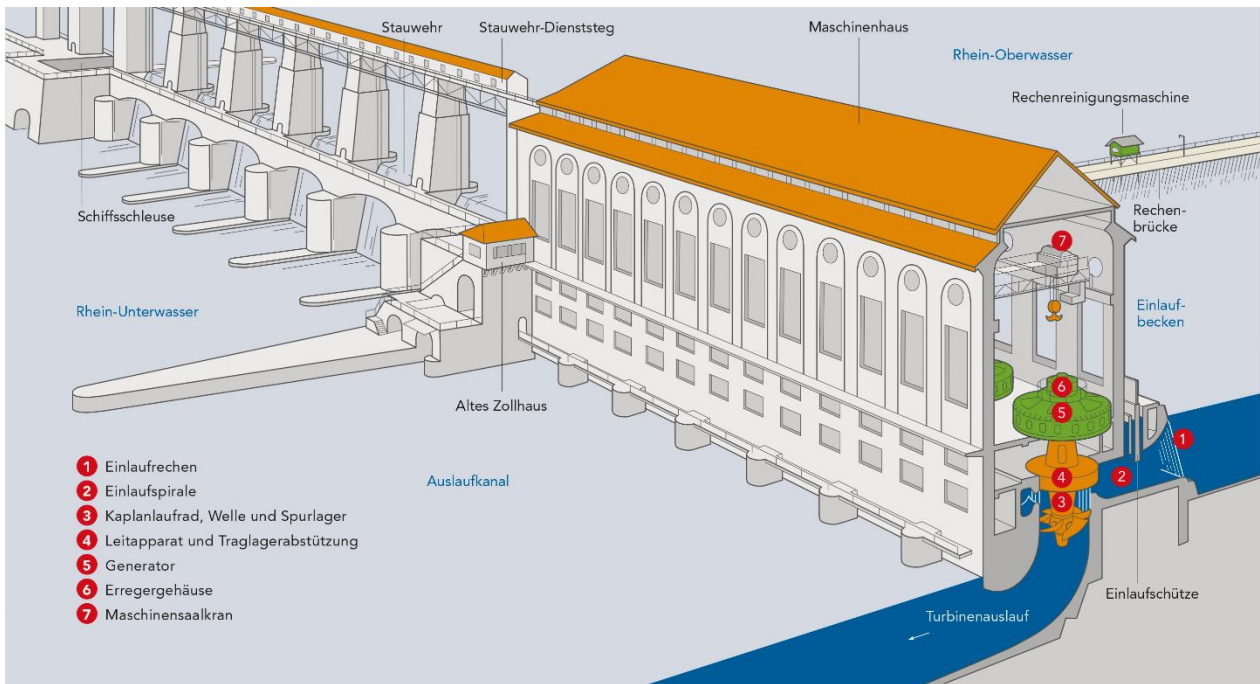 Stauwehr
Stauwehr-Dienststeg
Maschinenhaus
Rhein-Oberwasser
Rechenreinigungsmaschine
Schiffsschleuse
Rechen-
brücke
7
Rhein-Unterwasser
Einlauf-
becken
6
Altes Zollhaus
5
1
1 Einlaufrechen
Auslaufkanal
4
2
2 Einlaufspirale
3
3 Kaplanlaufrad, Welle und Spurlager
4 Leitapparat und Traglagerabstützung
5 Generator
6 Erregergehäuse
7 Maschinensaalkran
Einlaufschütze
Turbinenauslauf